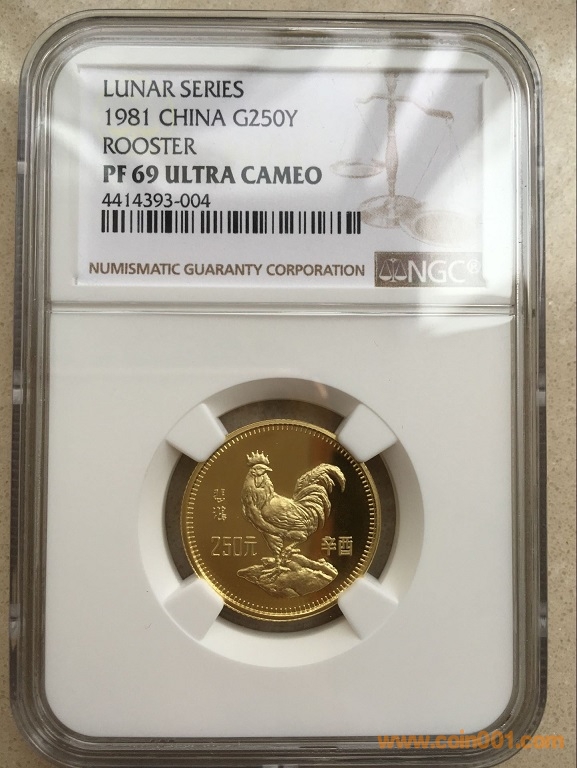 LUNAR SERIES
1981 CHINA G250Y
ROOSTER
PF 69 ULTRA CAMEO
4414393-004
NUMISMATIC GUARANTY CORPORATION NGC®
250元 辛酉
www.coin001.com